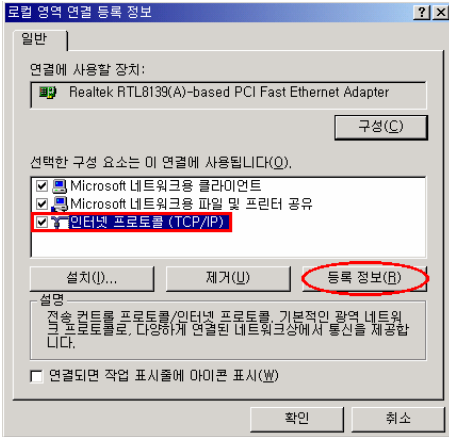 로컬 영역 연결 등록 정보
일반
연결에 사용할 장치:
Realtek RTL8139(A)-based PCI Fast Ethernet Adapter
구성(C)
선택한 구성 요소는 이 연결에 사용됩니다(O).
Microsoft 네트워크용 클라이언트
Microsoft 네트워크용 파일 및 프린터 공유
인터넷 프로토콜 (TCP/IP)
설치(I)... 제거(U) 등록 정보(R)
설명
전송 컨트롤 프로토콜/인터넷 프로토콜. 기본적인 광역 네트워
크 프로토콜로, 다양하게 연결된 네트워크상에서 통신을 제공합
니다.
연결되면 작업 표시줄에 아이콘 표시(W)
확인 취소